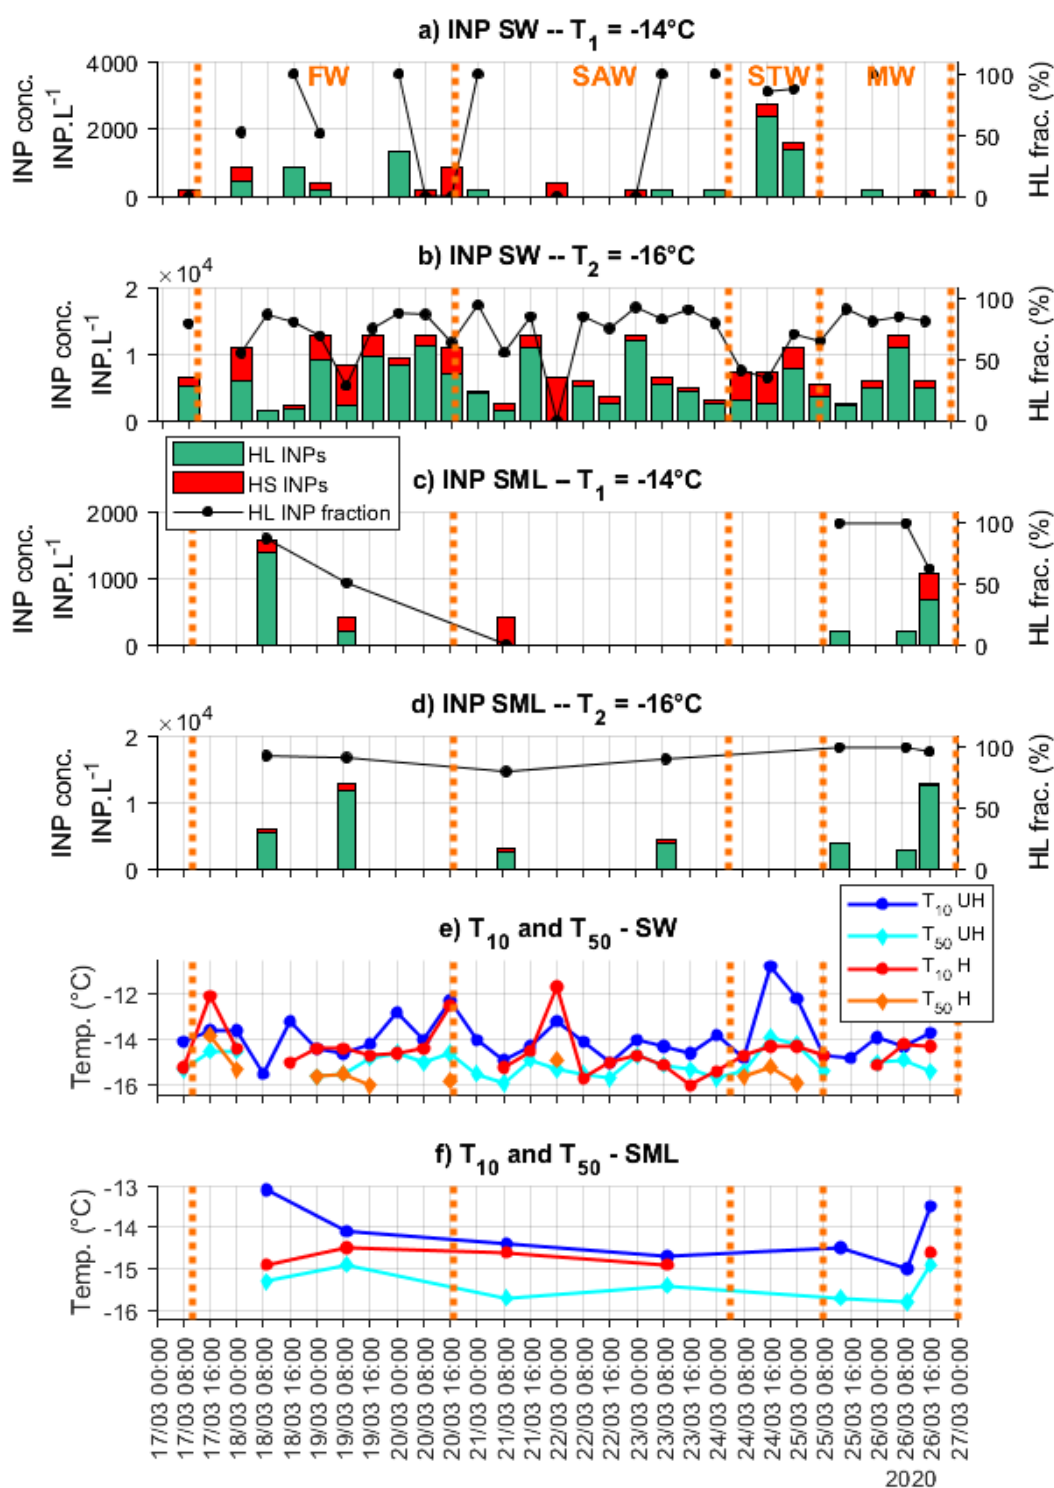 a) INP SW -- T1 = -14°C
INP conc.
INP.L-1
4000
2000
0
FW
SAW
STW
MW
100
50
0
HL frac. (%)
b) INP SW -- T2 = -16°C
×10^4
INP conc.
INP.L-1
2
1
0
100
50
0
HL frac. (%)
HL INPs
HS INPs
HL INP fraction
c) INP SML – T1 = -14°C
INP conc.
INP.L-1
2000
1000
0
100
50
0
HL frac. (%)
d) INP SML -- T2 = -16°C
×10^4
INP conc.
INP.L-1
2
1
0
100
50
0
HL frac. (%)
T10 UH
T50 UH
T10 H
T50 H
e) T10 and T50 - SW
Temp. (°C)
-12
-14
-16
f) T10 and T50 - SML
Temp. (°C)
-13
-14
-15
-16
17/03 00:00
17/03 08:00
17/03 16:00
18/03 00:00
18/03 08:00
18/03 16:00
19/03 00:00
19/03 08:00
19/03 16:00
20/03 00:00
20/03 08:00
20/03 16:00
21/03 00:00
21/03 08:00
21/03 16:00
22/03 00:00
22/03 08:00
22/03 16:00
23/03 00:00
23/03 08:00
23/03 16:00
24/03 00:00
24/03 08:00
24/03 16:00
25/03 00:00
25/03 08:00
25/03 16:00
26/03 00:00
26/03 08:00
26/03 16:00
27/03 00:00
2020